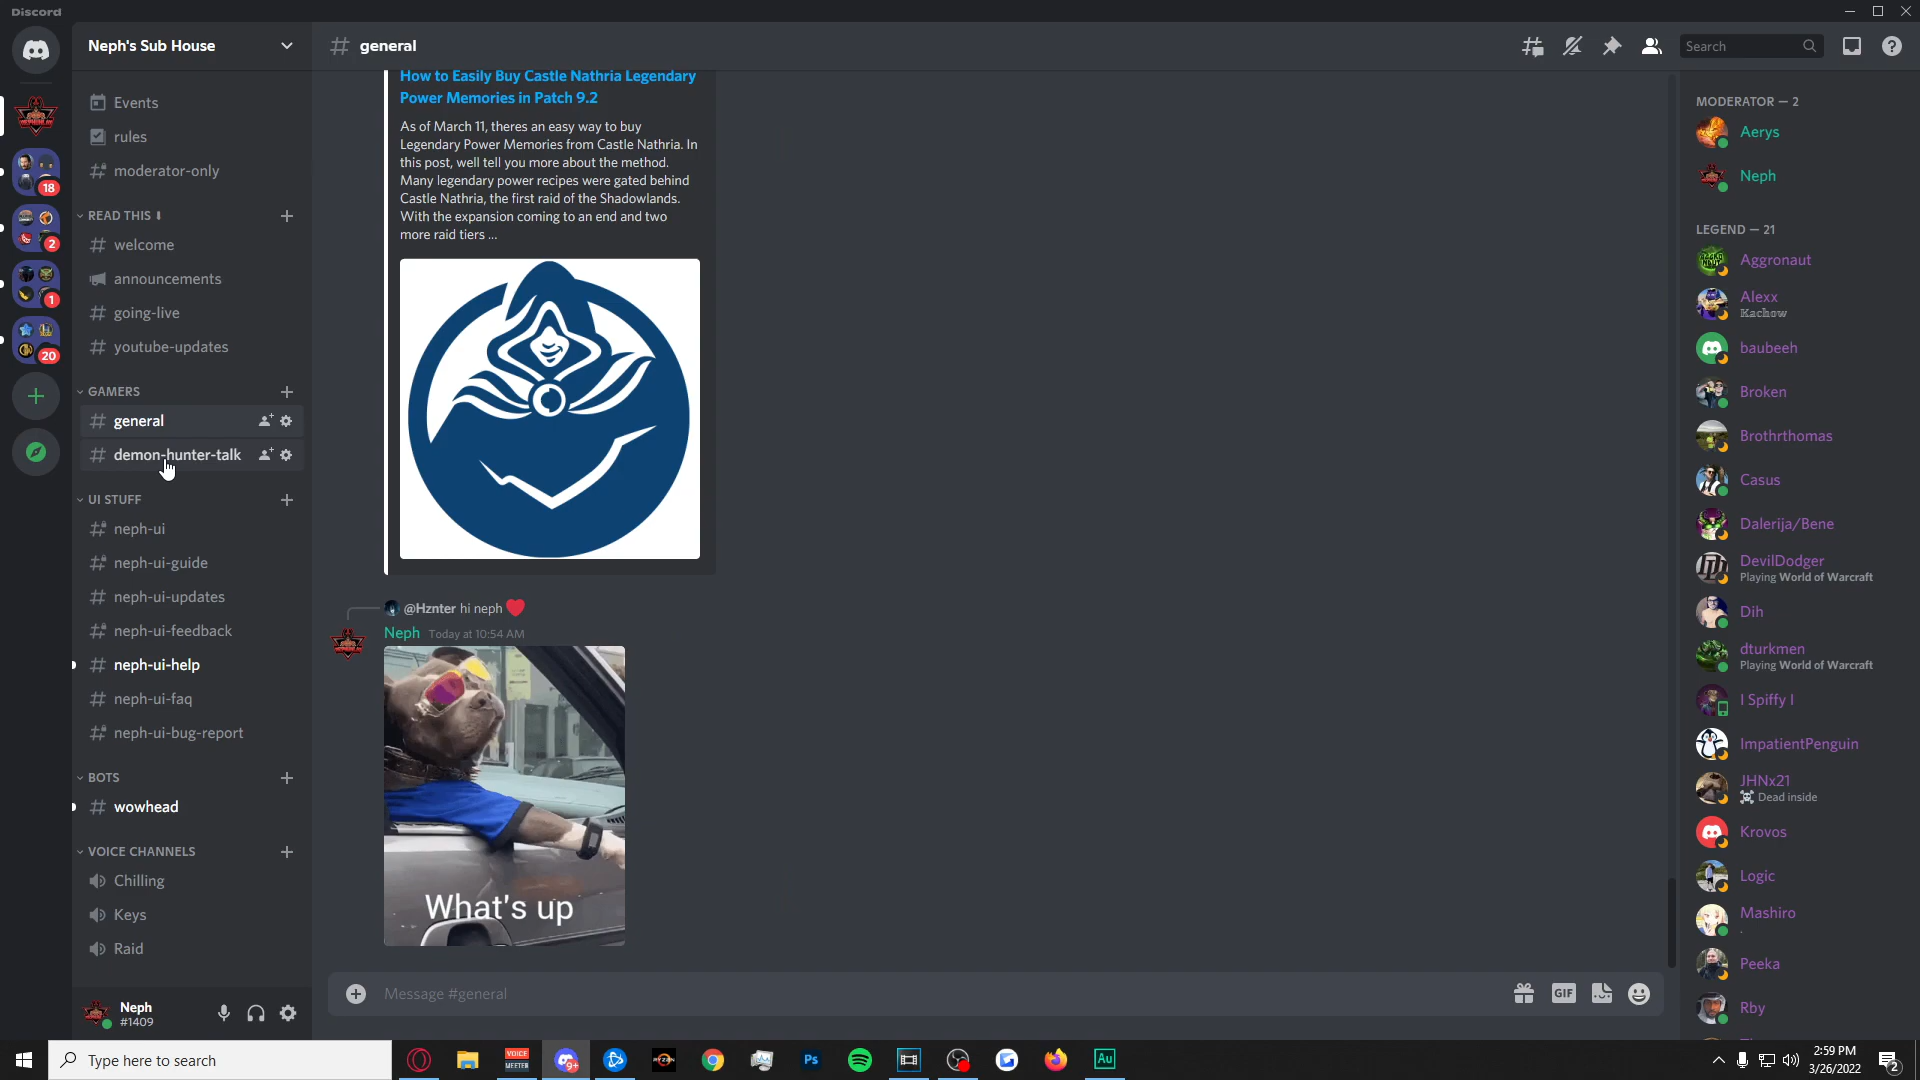 Discord
Neph's Sub House
Events
rules
moderator-only
READ THIS ⬇
welcome
announcements
going-live
youtube-updates
GAMERS
general
demon-hunter-talk
UI STUFF
neph-ui
neph-ui-guide
neph-ui-updates
neph-ui-feedback
neph-ui-help
neph-ui-faq
neph-ui-bug-report
BOTS
wowhead
VOICE CHANNELS
Chilling
Keys
Raid
Neph
#1409
18
2
1
20
# general
Search
How to Easily Buy Castle Nathria Legendary
Power Memories in Patch 9.2
As of March 11, theres an easy way to buy
Legendary Power Memories from Castle Nathria. In
this post, well tell you more about the method.
Many legendary power recipes were gated behind
Castle Nathria, the first raid of the Shadowlands.
With the expansion coming to an end and two
more raid tiers ...
@Hznter hi neph ❤
Neph Today at 10:54 AM
What's up
Message #general
GIF
MODERATOR — 2
Aerys
Neph
LEGEND — 21
Aggronaut
Alexx
Kachow
baubeeh
Broken
Brothrthomas
Casus
Dalerija/Bene
DevilDodger
Playing World of Warcraft
Dih
dturkmen
Playing World of Warcraft
I Spiffy I
ImpatientPenguin
JHNx21
☠ Dead inside
Krovos
Logic
Mashiro
.
Peeka
Rby
Type here to search
VOICE
MEETER
RYZEN
Ps
Au
2:59 PM
3/26/2022
2